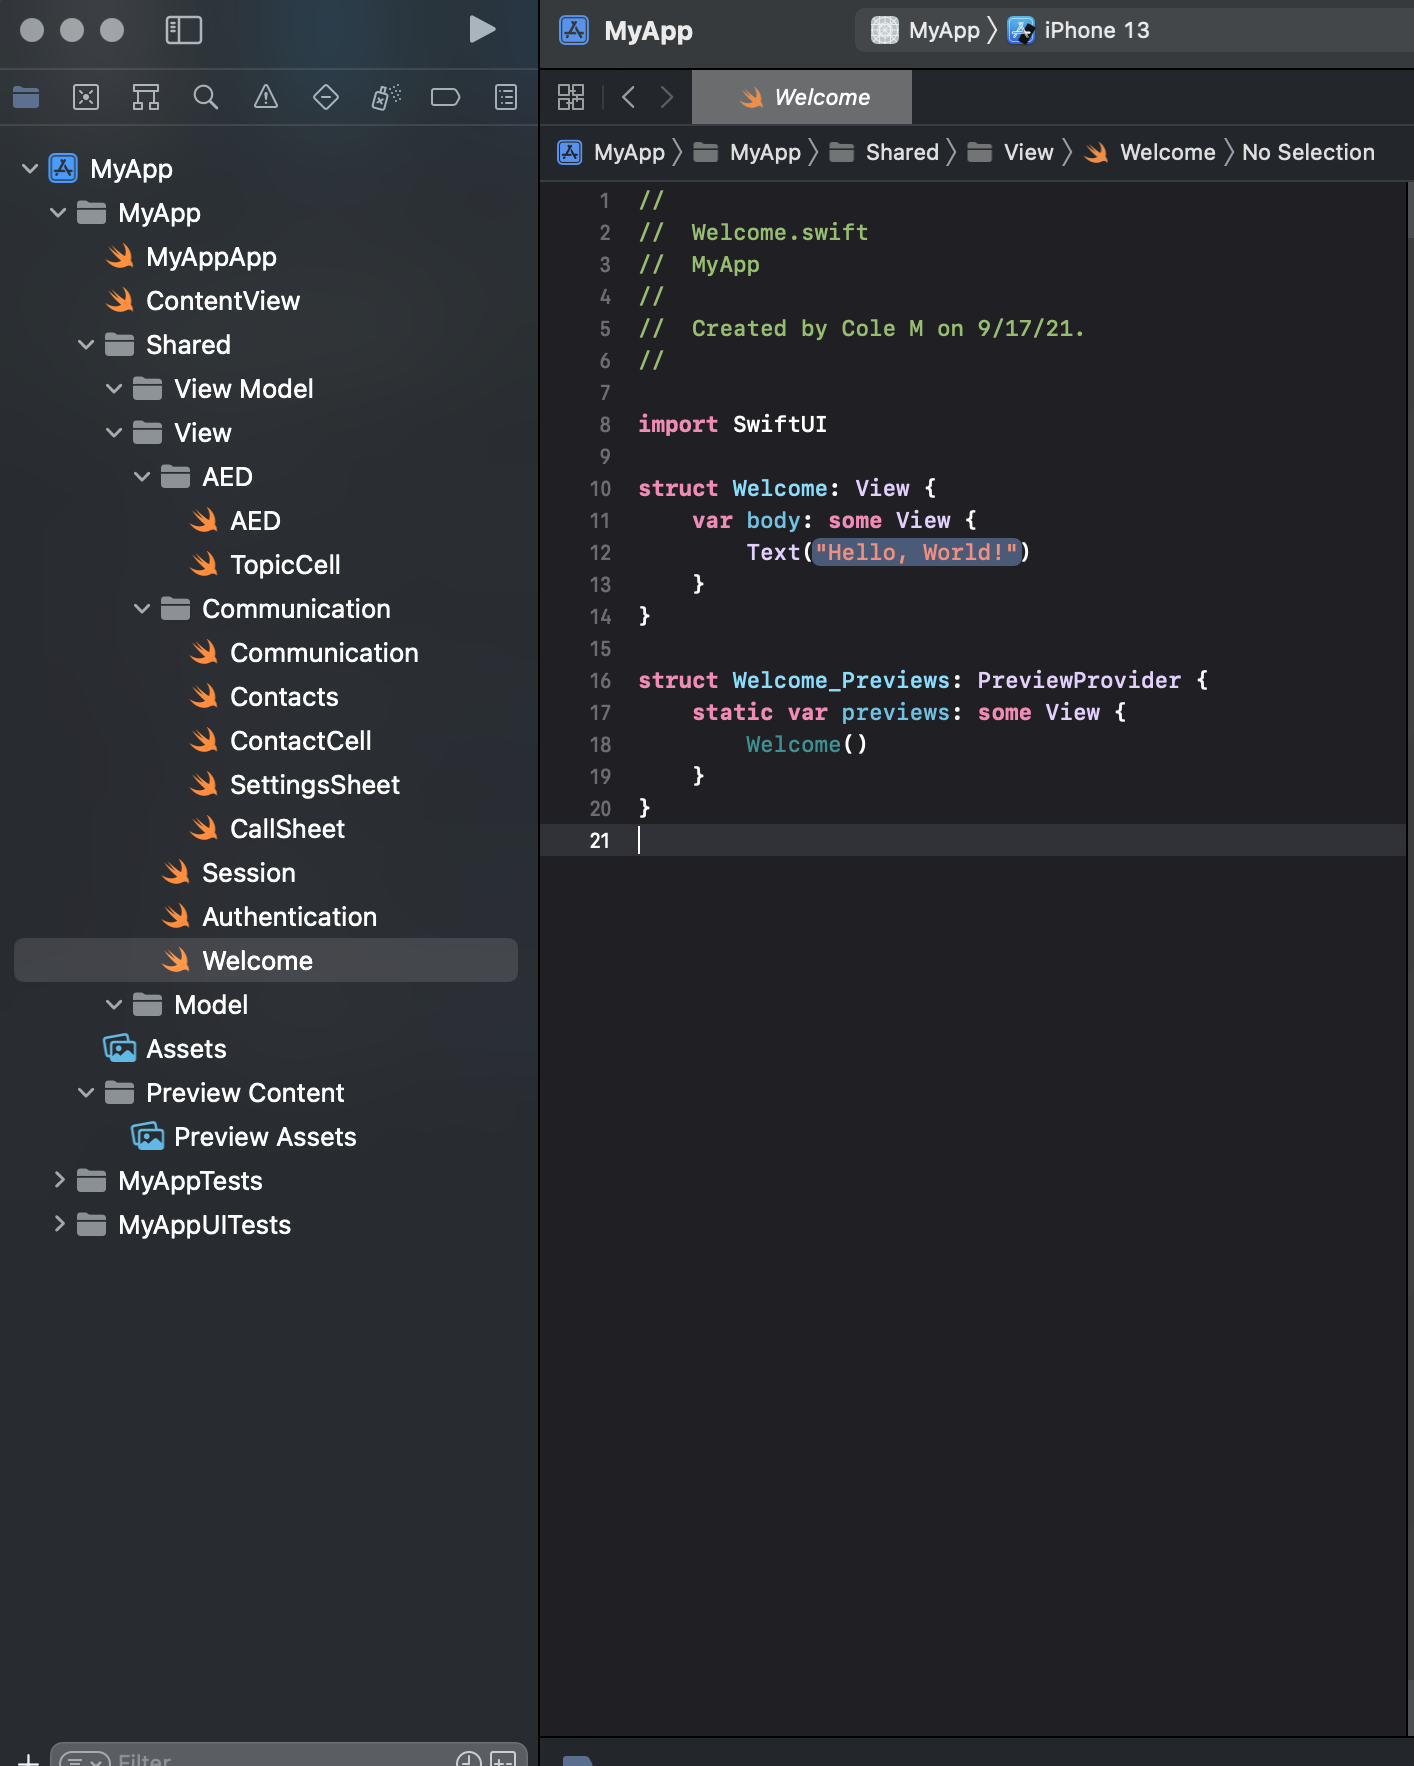 MyApp
MyApp
iPhone 13
Welcome
MyApp
MyApp
Shared
View
Welcome
No Selection
MyApp
MyApp
MyAppApp
ContentView
Shared
View Model
View
AED
AED
TopicCell
Communication
Communication
Contacts
ContactCell
SettingsSheet
CallSheet
Session
Authentication
Welcome
Model
Assets
Preview Content
Preview Assets
MyAppTests
MyAppUITests
Filter
1 //
2 //  Welcome.swift
3 //  MyApp
4 //
5 //  Created by Cole M on 9/17/21.
6 //
7
8 import SwiftUI
9
10 struct Welcome: View {
11     var body: some View {
12         Text("Hello, World!")
13     }
14 }
15
16 struct Welcome_Previews: PreviewProvider {
17     static var previews: some View {
18         Welcome()
19     }
20 }
21